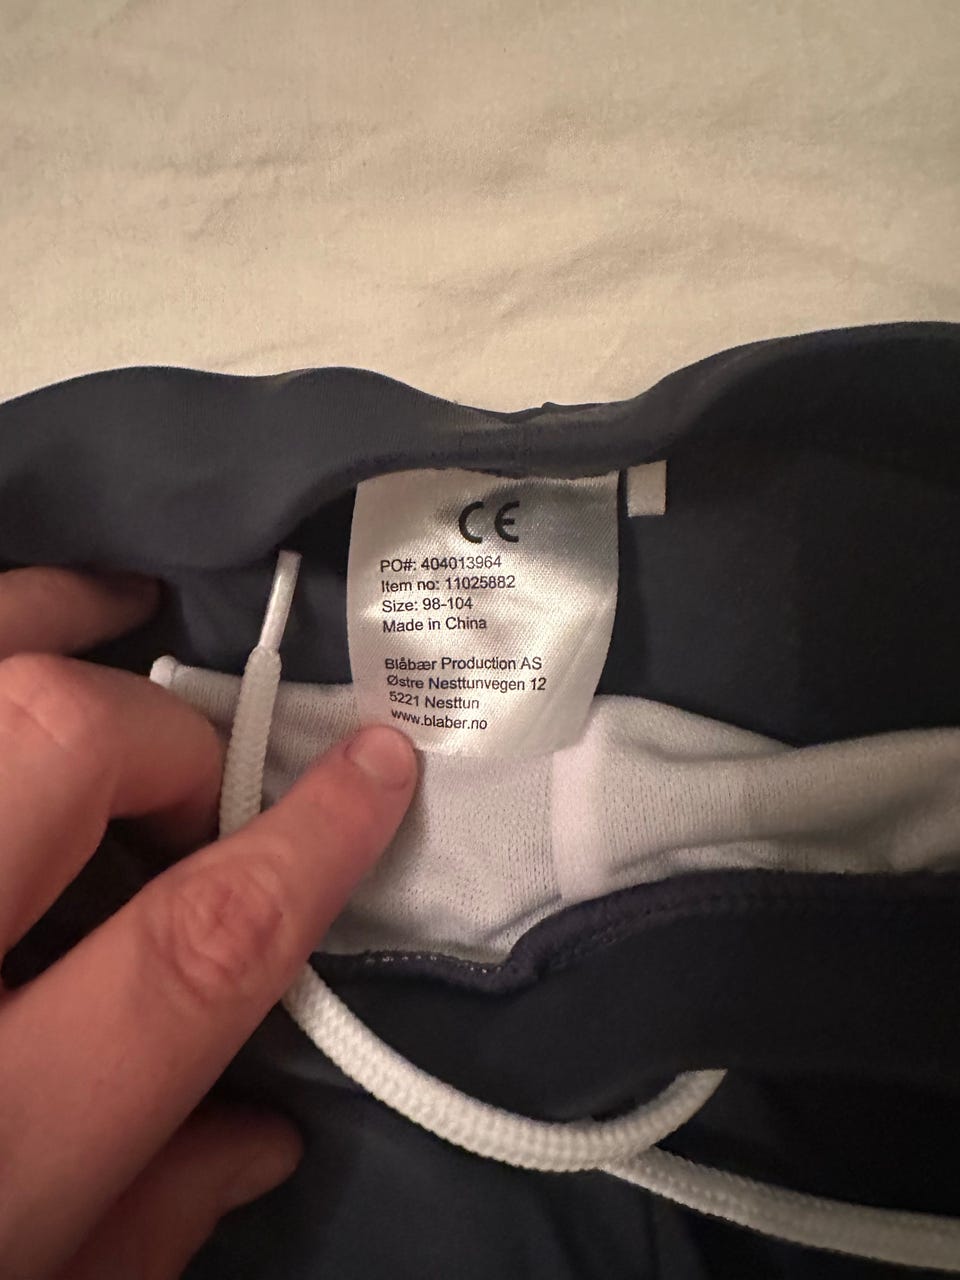 CE
PO#: 404013964
Item no: 11025882
Size: 98-104
Made in China
Blåbær Production AS
Østre Nesttunvegen 12
5221 Nesttun
www.blaber.no